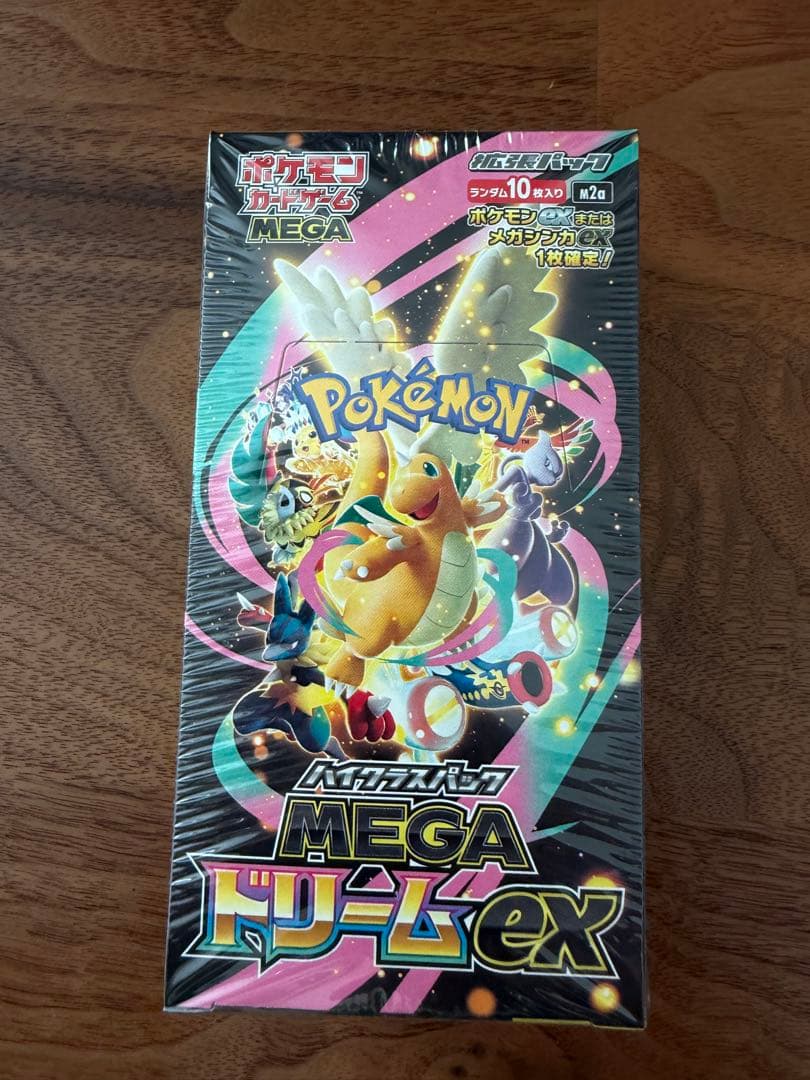 ポケモン
カードゲーム
MEGA
拡張パック
ランダム10枚入り M2a
ポケモンexまたは
メガシンカex
1枚確定!
POKéMON
ハイクラスパック
MEGA
ドリームex